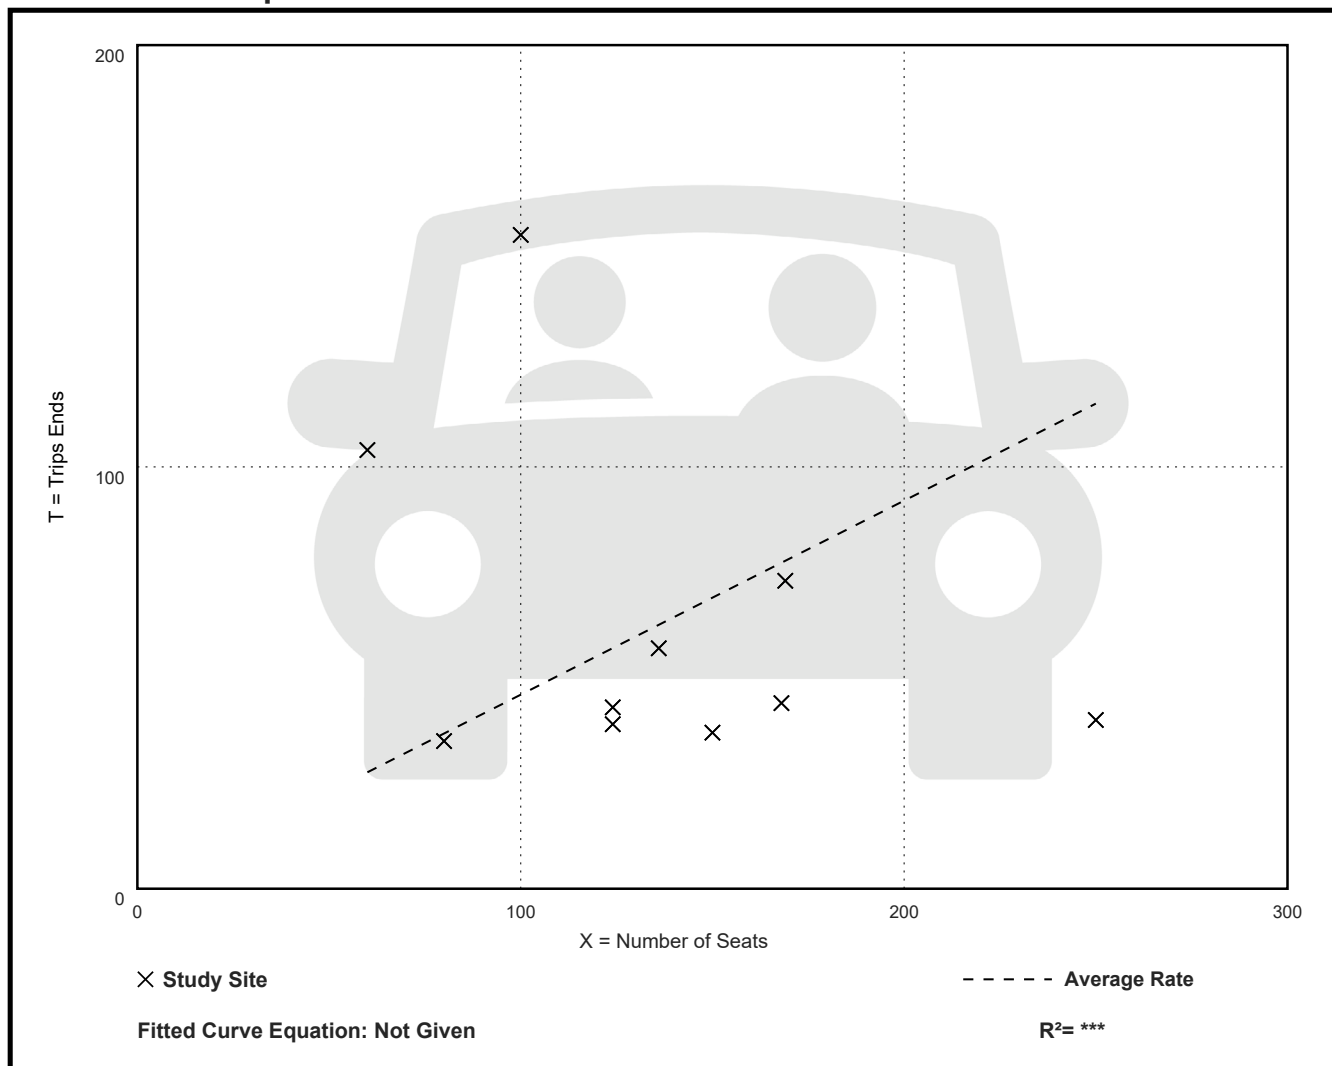 200
T = Trips Ends
100
0
0 100 200 300
X = Number of Seats
Study Site
Average Rate
Fitted Curve Equation: Not Given
R²= ***